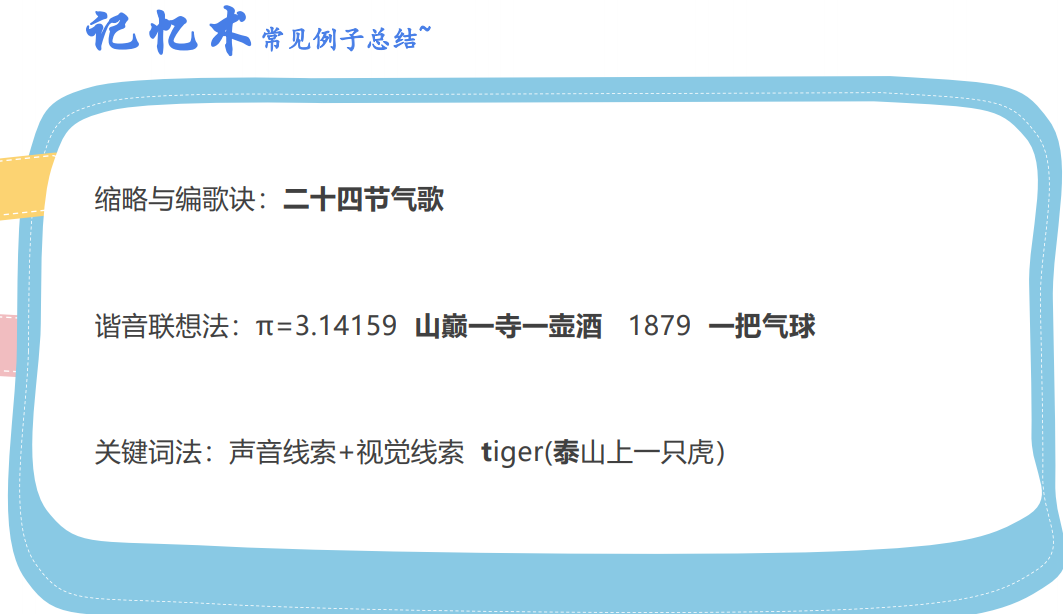 记忆术 常见例子总结~
缩略与编歌诀：二十四节气歌
谐音联想法：π=3.14159 山巅一寺一壶酒 1879 一把气球
关键词法：声音线索+视觉线索 tiger(泰山上一只虎)